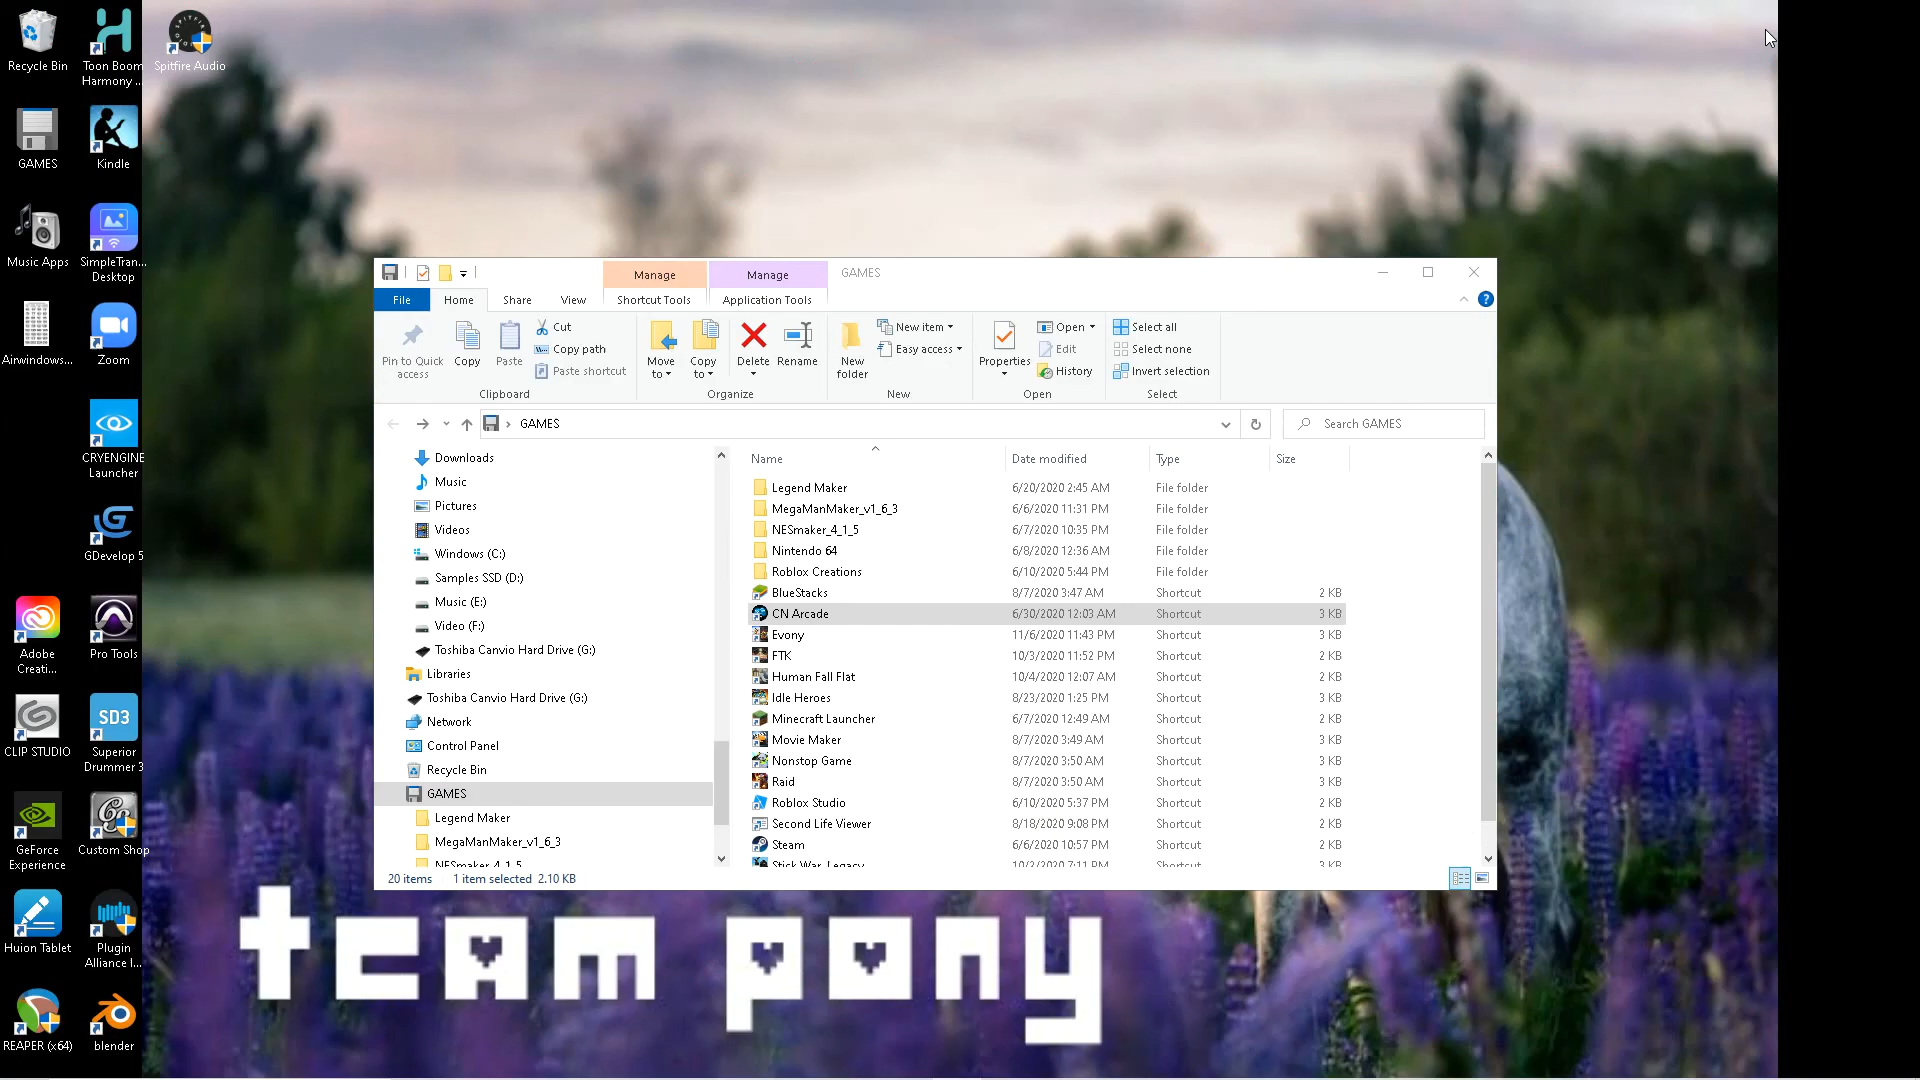 Recycle Bin
Toon Boom
Harmony ...
Spitfire Audio
GAMES
Kindle
Music Apps
SimpleTran...
Desktop
Airwindows...
Zoom
CRYENGINE
Launcher
GDevelop 5
Adobe
Creati...
Pro Tools
CLIP STUDIO
SD3
Superior
Drummer 3
GeForce
Experience
Custom Shop
Huion Tablet
Plugin
Alliance I...
REAPER (x64)
blender
Manage
Manage
GAMES
File
Home
Share
View
Shortcut Tools
Application Tools
Pin to Quick
access
Copy
Paste
Cut
Copy path
Paste shortcut
Clipboard
Move
to
Copy
to
Delete
Rename
Organize
New
folder
New item
Easy access
New
Properties
Open
Edit
History
Open
Select all
Select none
Invert selection
Select
GAMES
Search GAMES
Downloads
Music
Pictures
Videos
Windows (C:)
Samples SSD (D:)
Music (E:)
Video (F:)
Toshiba Canvio Hard Drive (G:)
Libraries
Toshiba Canvio Hard Drive (G:)
Network
Control Panel
Recycle Bin
GAMES
Legend Maker
MegaManMaker_v1_6_3
NESmaker_4_1_5
Name Date modified Type Size
Legend Maker 6/20/2020 2:45 AM File folder
MegaManMaker_v1_6_3 6/6/2020 11:31 PM File folder
NESmaker_4_1_5 6/7/2020 10:35 PM File folder
Nintendo 64 6/8/2020 12:36 AM File folder
Roblox Creations 6/10/2020 5:44 PM File folder
BlueStacks 8/7/2020 3:47 AM Shortcut 2 KB
CN Arcade 6/30/2020 12:03 AM Shortcut 3 KB
Evony 11/6/2020 11:43 PM Shortcut 3 KB
FTK 10/3/2020 11:52 PM Shortcut 2 KB
Human Fall Flat 10/4/2020 12:07 AM Shortcut 2 KB
Idle Heroes 8/23/2020 1:25 PM Shortcut 3 KB
Minecraft Launcher 6/7/2020 12:49 AM Shortcut 2 KB
Movie Maker 8/7/2020 3:49 AM Shortcut 3 KB
Nonstop Game 8/7/2020 3:50 AM Shortcut 3 KB
Raid 8/7/2020 3:50 AM Shortcut 3 KB
Roblox Studio 6/10/2020 5:37 PM Shortcut 2 KB
Second Life Viewer 8/18/2020 9:08 PM Shortcut 2 KB
Steam 6/6/2020 10:57 PM Shortcut 2 KB
Stick War. Legacy 10/2/2020 7:11 PM Shortcut 3 KB
20 items 1 item selected 2.10 KB
team pony